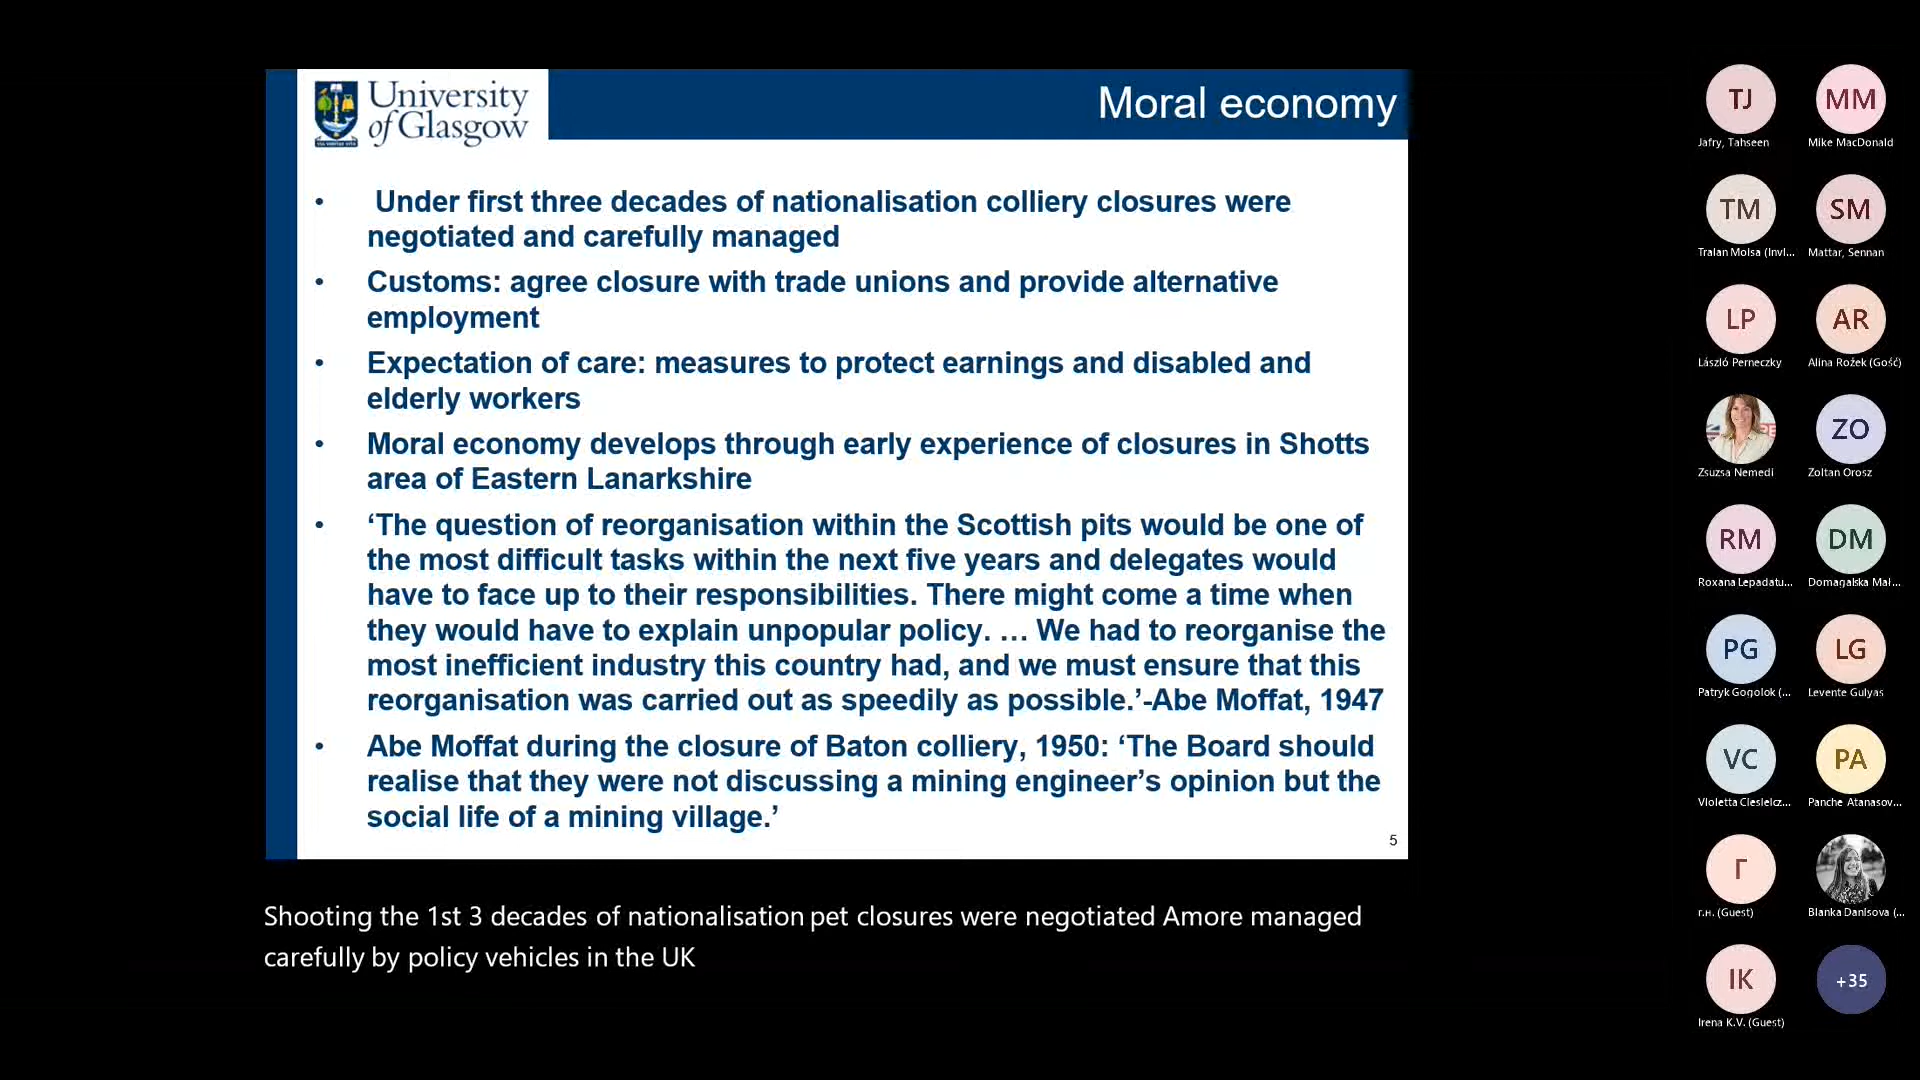 University
of Glasgow
Moral economy
• Under first three decades of nationalisation colliery closures were
negotiated and carefully managed
• Customs: agree closure with trade unions and provide alternative
employment
• Expectation of care: measures to protect earnings and disabled and
elderly workers
• Moral economy develops through early experience of closures in Shotts
area of Eastern Lanarkshire
• ‘The question of reorganisation within the Scottish pits would be one of
the most difficult tasks within the next five years and delegates would
have to face up to their responsibilities. There might come a time when
they would have to explain unpopular policy. … We had to reorganise the
most inefficient industry this country had, and we must ensure that this
reorganisation was carried out as speedily as possible.’-Abe Moffat, 1947
• Abe Moffat during the closure of Baton colliery, 1950: ‘The Board should
realise that they were not discussing a mining engineer’s opinion but the
social life of a mining village.’
5
Shooting the 1st 3 decades of nationalisation pet closures were negotiated Amore managed
carefully by policy vehicles in the UK
TJ
Jafry, Tahseen
MM
Mike MacDonald
TM
Traian Moisa (Invi...
SM
Mattar, Sennan
LP
László Perneczky
AR
Alina Rożek (Gość)
Zsuzsa Nemedi
ZO
Zoltan Orosz
RM
Roxana Lepadatu...
DM
Domagalska Mał...
PG
Patryk Gogolok (...
LG
Levente Gulyas
VC
Violetta Ciesielcz...
PA
Panche Atanasov...
Г
г.н. (Guest)
Blanka Danisova (...
IK
Irena K.V. (Guest)
+35